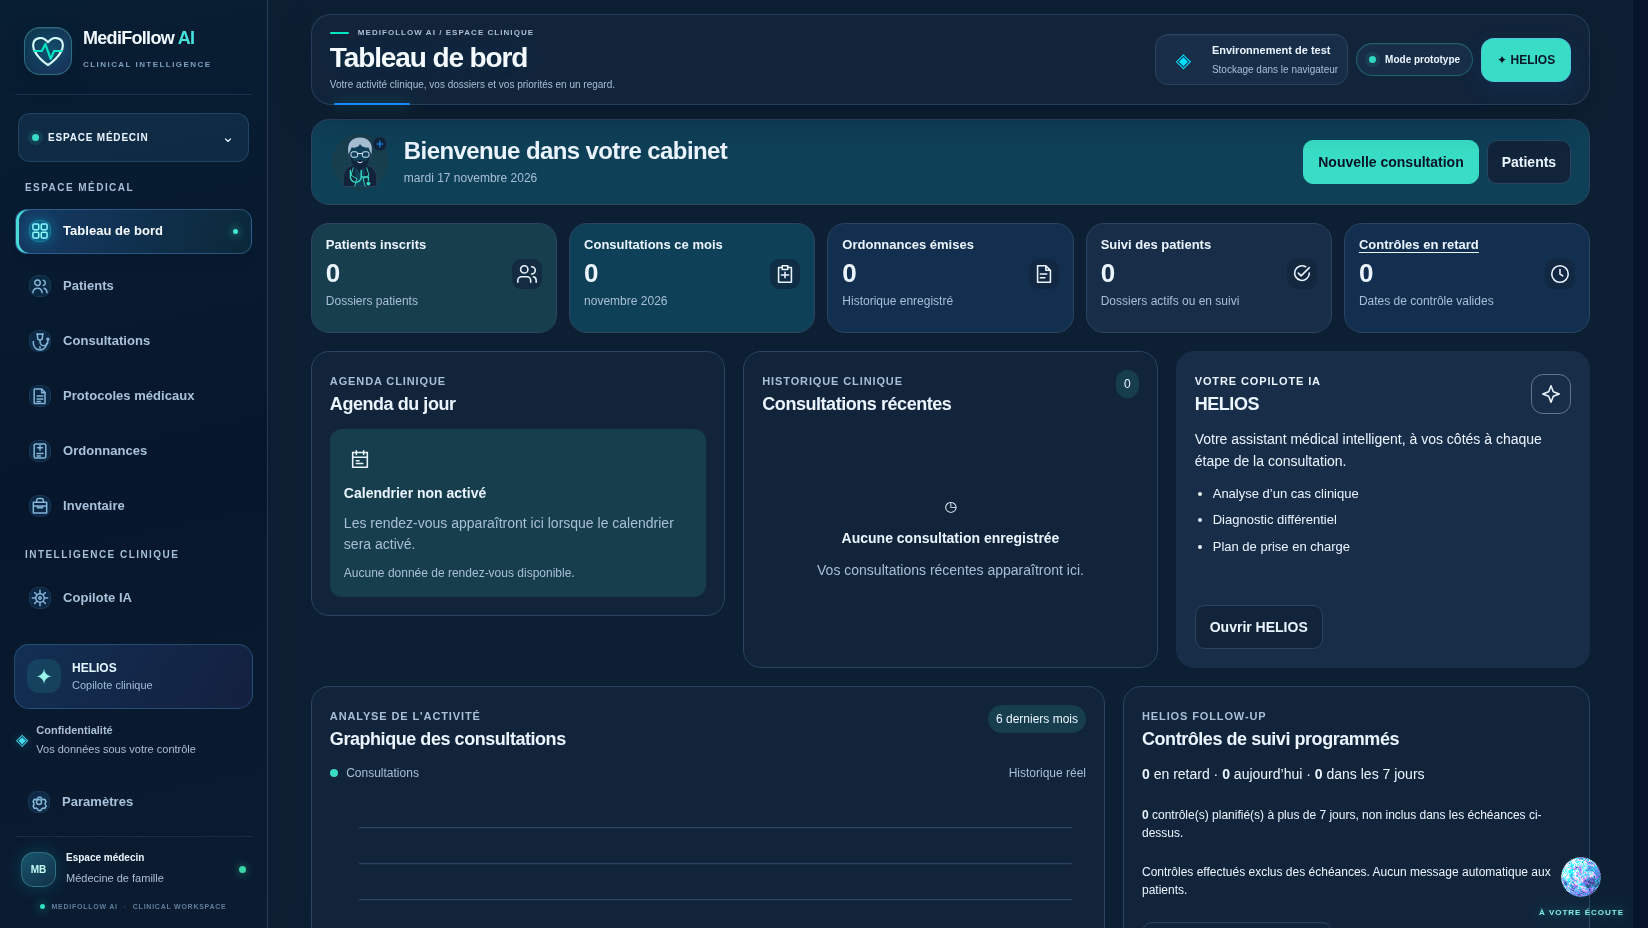 MediFollow AI
CLINICAL INTELLIGENCE
ESPACE MÉDECIN
ESPACE MÉDICAL
Tableau de bord
Patients
Consultations
Protocoles médicaux
Ordonnances
Inventaire
INTELLIGENCE CLINIQUE
Copilote IA
HELIOS
Copilote clinique
Confidentialité
Vos données sous votre contrôle
Paramètres
MB
Espace médecin
Médecine de famille
MEDIFOLLOW AI · CLINICAL WORKSPACE
MEDIFOLLOW AI / ESPACE CLINIQUE
Tableau de bord
Votre activité clinique, vos dossiers et vos priorités en un regard.
Environnement de test
Stockage dans le navigateur
Mode prototype
✦ HELIOS
Bienvenue dans votre cabinet
mardi 17 novembre 2026
Nouvelle consultation
Patients
Patients inscrits
0
Dossiers patients
Consultations ce mois
0
novembre 2026
Ordonnances émises
0
Historique enregistré
Suivi des patients
0
Dossiers actifs ou en suivi
Contrôles en retard
0
Dates de contrôle valides
AGENDA CLINIQUE
Agenda du jour
Calendrier non activé
Les rendez-vous apparaîtront ici lorsque le calendrier
sera activé.
Aucune donnée de rendez-vous disponible.
HISTORIQUE CLINIQUE
Consultations récentes
0
Aucune consultation enregistrée
Vos consultations récentes apparaîtront ici.
VOTRE COPILOTE IA
HELIOS
Votre assistant médical intelligent, à vos côtés à chaque
étape de la consultation.
• Analyse d’un cas clinique
• Diagnostic différentiel
• Plan de prise en charge
Ouvrir HELIOS
ANALYSE DE L'ACTIVITÉ
Graphique des consultations
6 derniers mois
Consultations
Historique réel
HELIOS FOLLOW-UP
Contrôles de suivi programmés
0 en retard · 0 aujourd’hui · 0 dans les 7 jours
0 contrôle(s) planifié(s) à plus de 7 jours, non inclus dans les échéances ci-
dessus.
Contrôles effectués exclus des échéances. Aucun message automatique aux
patients.
À VOTRE ÉCOUTE